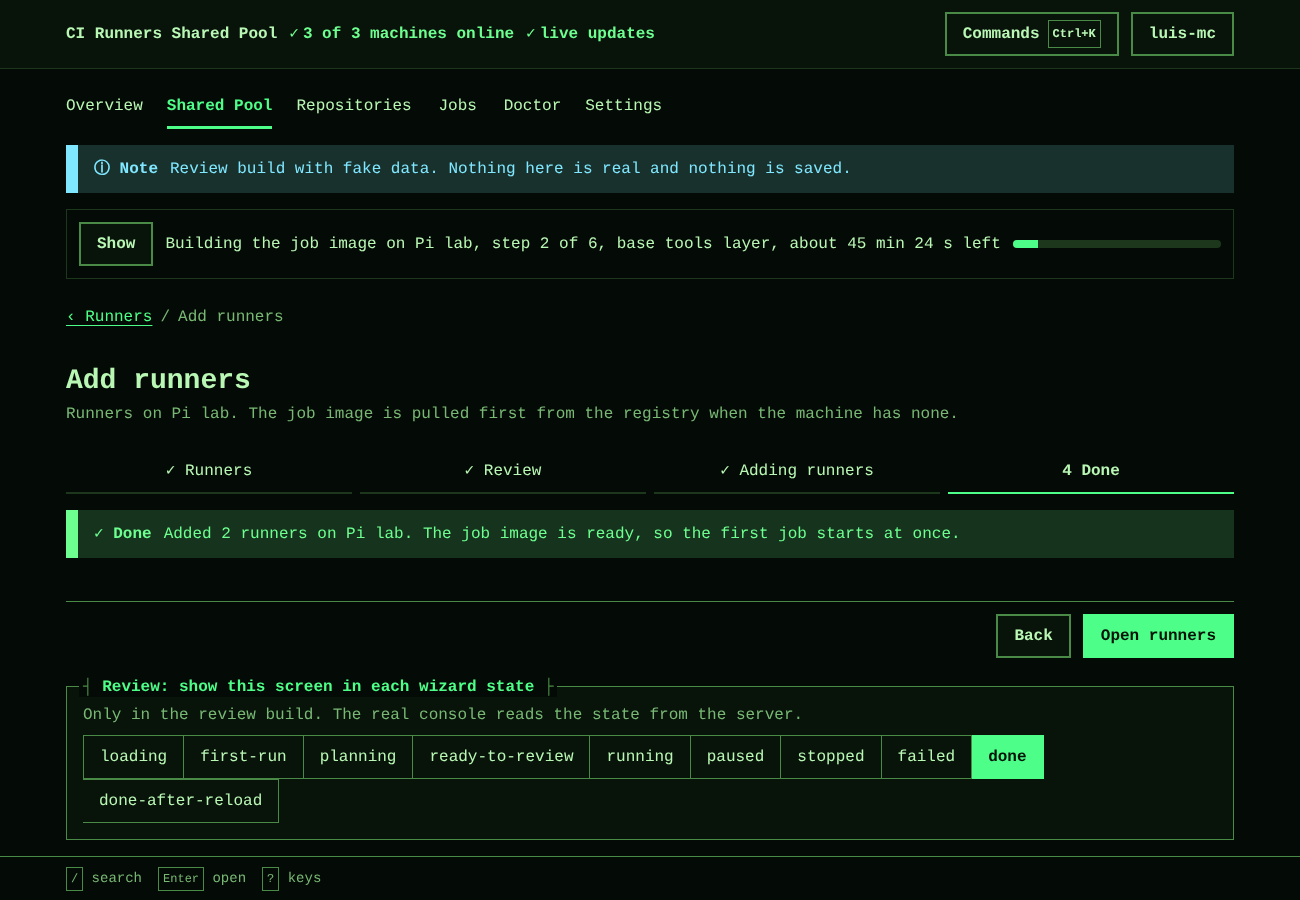 CI Runners Shared Pool ✓ 3 of 3 machines online ✓ live updates Commands Ctrl+K luis-mc
Overview Shared Pool Repositories Jobs Doctor Settings
ⓘ Note Review build with fake data. Nothing here is real and nothing is saved.
Show Building the job image on Pi lab, step 2 of 6, base tools layer, about 45 min 24 s left
‹ Runners / Add runners
Add runners
Runners on Pi lab. The job image is pulled first from the registry when the machine has none.
✓ Runners ✓ Review ✓ Adding runners 4 Done
✓ Done Added 2 runners on Pi lab. The job image is ready, so the first job starts at once.
Back Open runners
┤ Review: show this screen in each wizard state ├
Only in the review build. The real console reads the state from the server.
loading first-run planning ready-to-review running paused stopped failed done
done-after-reload
/ search Enter open ? keys